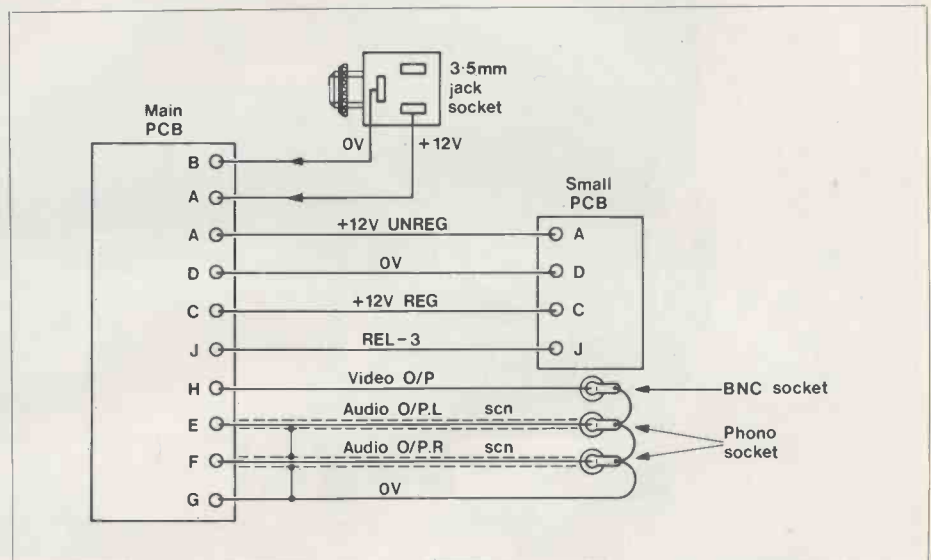 3·5mm
jack
socket
Main
PCB
0V
+12V
B
A
Small
PCB
A
+12V UNREG
A
D
0V
D
C
+12V REG
C
J
REL-3
J
H
Video O/P
BNC socket
E
Audio O/P.L
scn
Phono
socket
F
Audio O/P.R
scn
G
0V